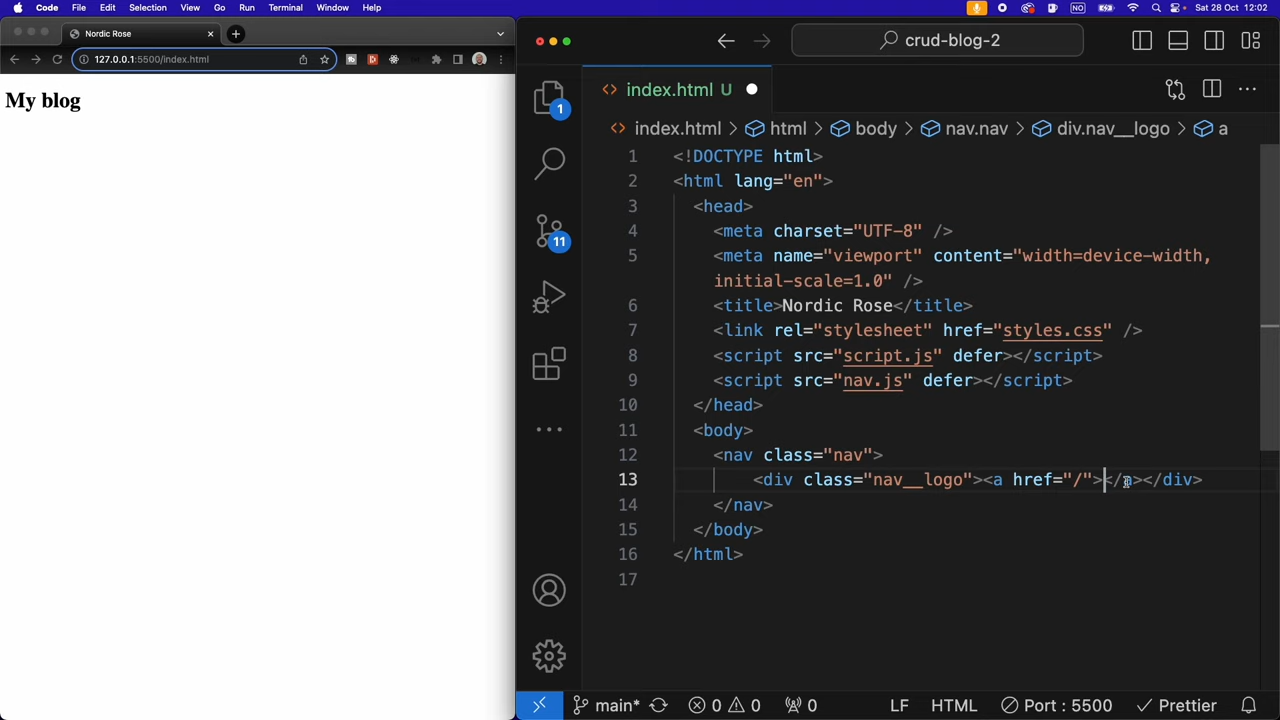 Code File Edit Selection View Go Run Terminal Window Help NO Sat 28 Oct 12:02
Nordic Rose
127.0.0.1:5500/index.html
My blog
crud-blog-2
index.html U
index.html > html > body > nav.nav > div.nav__logo > a
1 <!DOCTYPE html>
2 <html lang="en">
3 <head>
4 <meta charset="UTF-8" />
5 <meta name="viewport" content="width=device-width,
initial-scale=1.0" />
6 <title>Nordic Rose</title>
7 <link rel="stylesheet" href="styles.css" />
8 <script src="script.js" defer></script>
9 <script src="nav.js" defer></script>
10 </head>
11 <body>
12 <nav class="nav">
13 <div class="nav__logo"><a href="/"></a></div>
14 </nav>
15 </body>
16 </html>
17
1
11
main* 0 0 0 LF HTML Port : 5500 Prettier